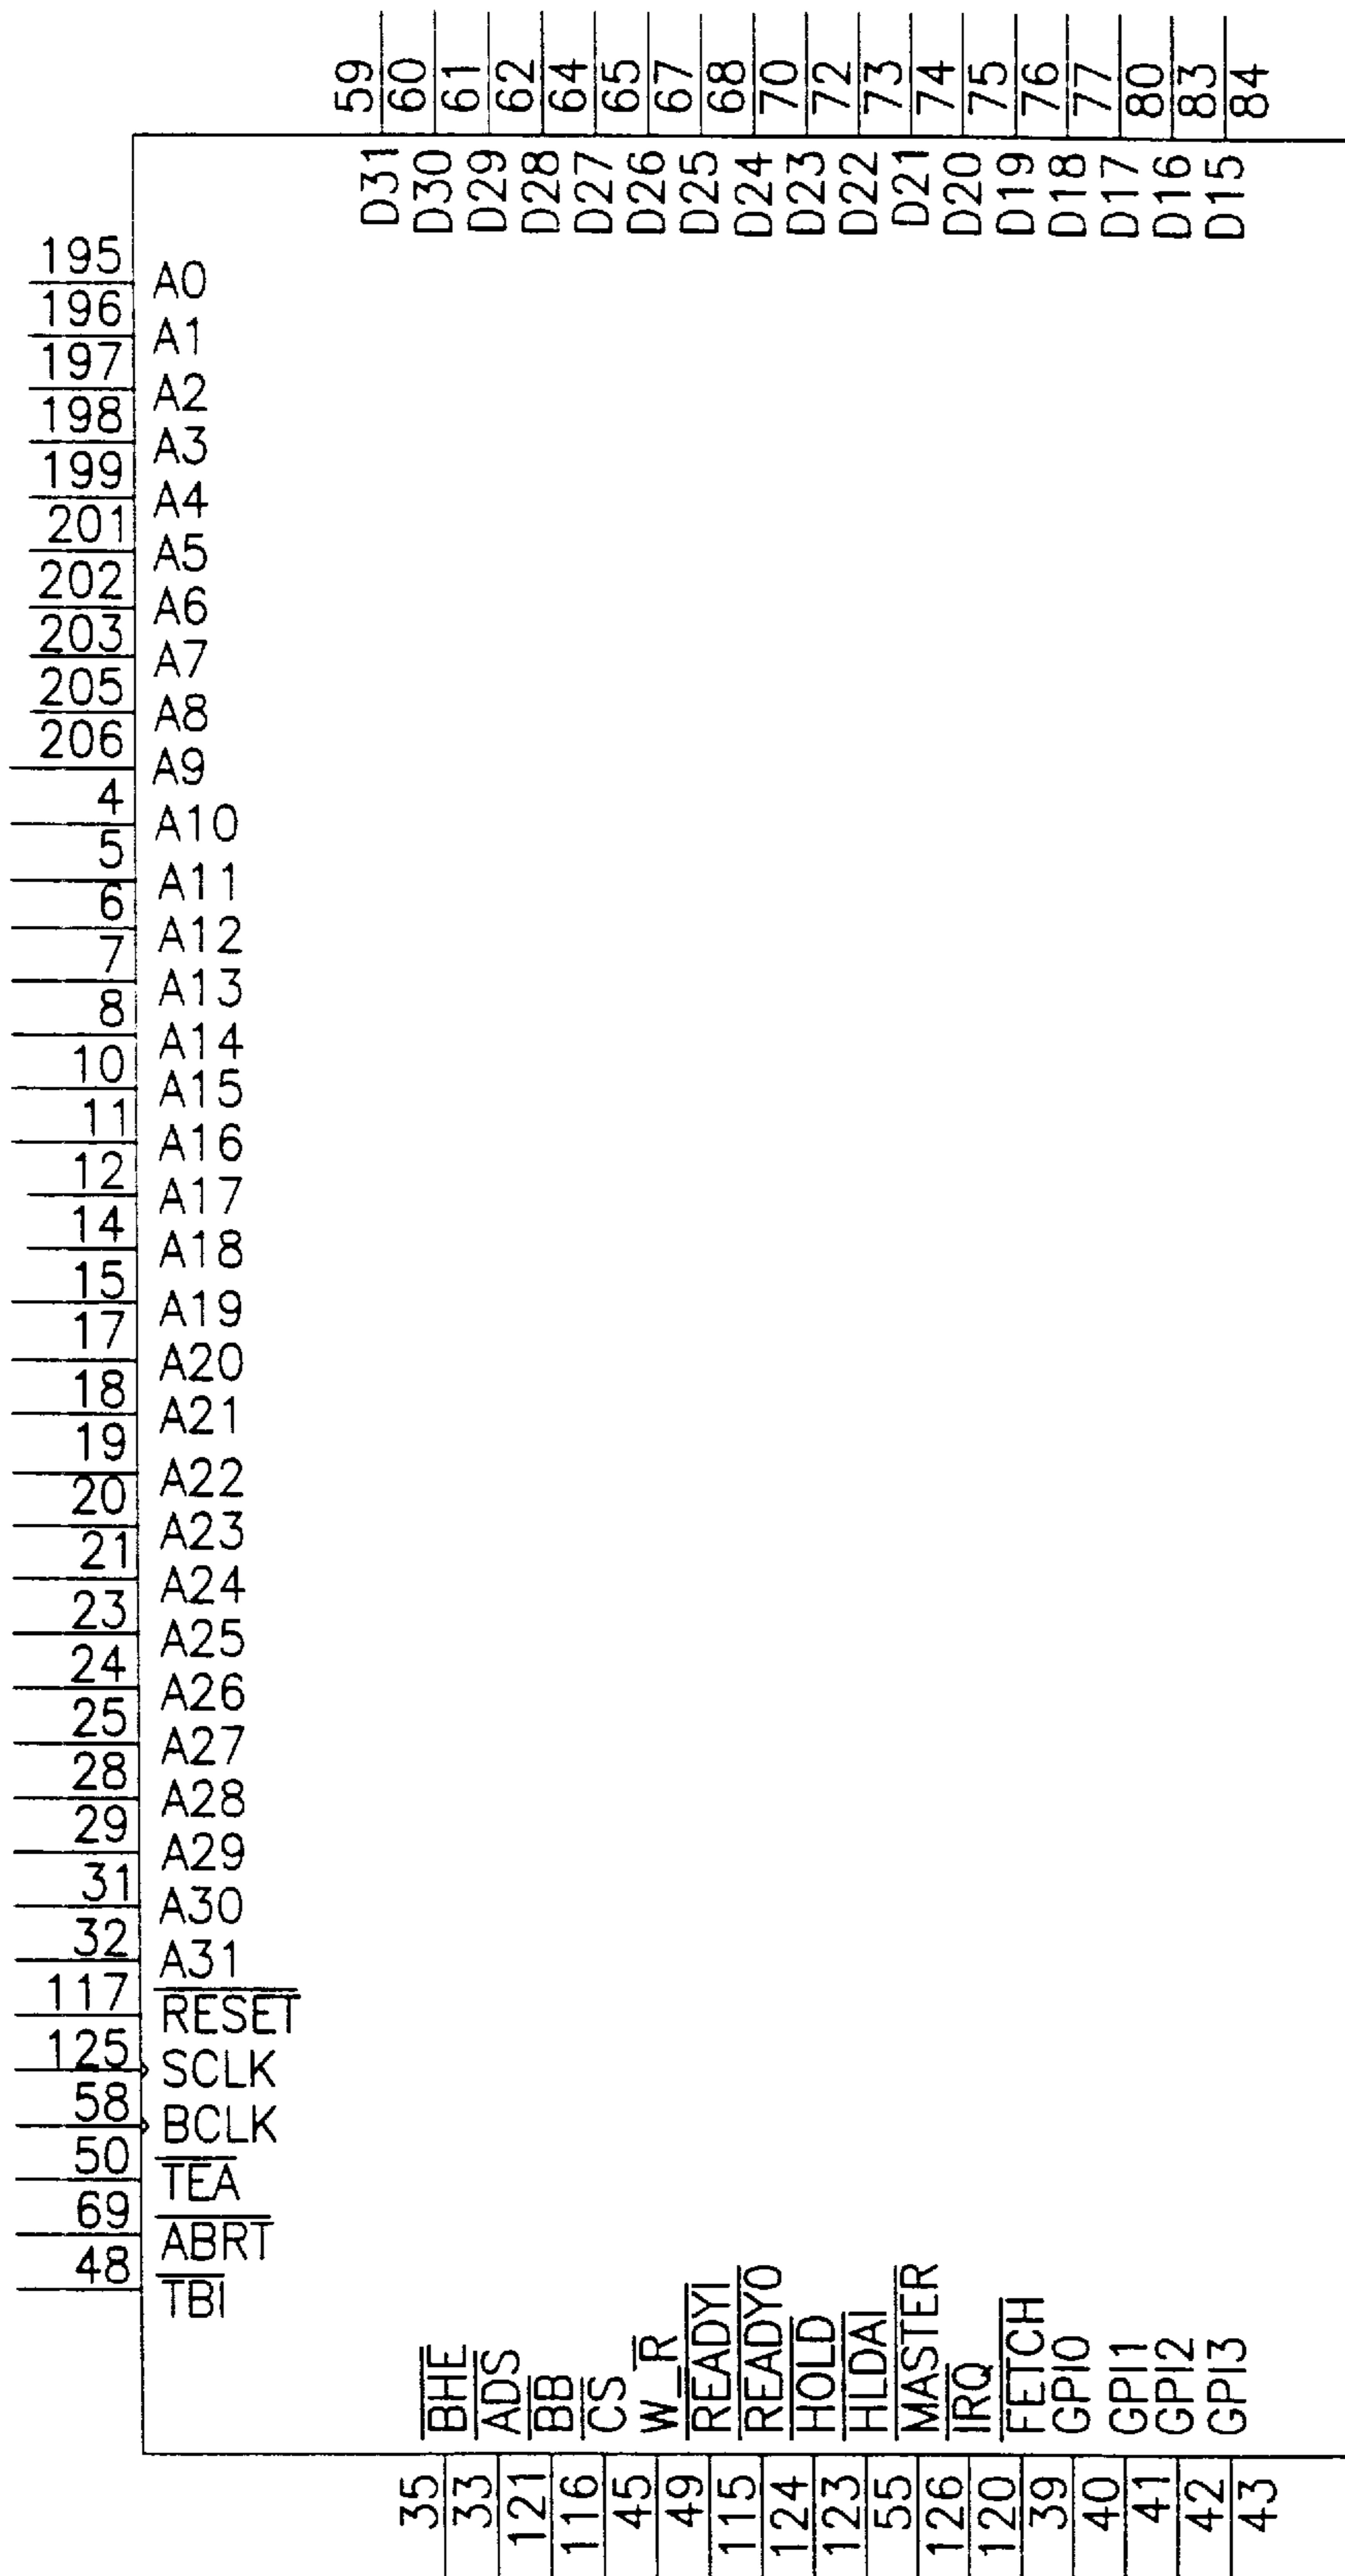 59
60
61
62
64
65
67
68
70
72
73
74
75
76
77
80
83
84
D31
D30
D29
D28
D27
D26
D25
D24
D23
D22
D21
D20
D19
D18
D17
D16
D15
195
A0
196
A1
197
A2
198
A3
199
A4
201
A5
202
A6
203
A7
205
A8
206
A9
4
A10
5
A11
6
A12
7
A13
8
A14
10
A15
11
A16
12
A17
14
A18
15
A19
17
A20
18
A21
19
A22
20
A23
21
A24
23
A25
24
A26
25
A27
28
A28
29
A29
31
A30
32
A31
117
RESET
125
SCLK
58
BCLK
50
TEA
69
ABRT
48
TBI
BHE
ADS
BB
CS
W_R
READYI
READYO
HOLD
HLDAI
MASTER
IRQ
FETCH
GPI0
GPI1
GPI2
GPI3
35
33
121
116
45
49
115
124
123
55
126
120
39
40
41
42
43